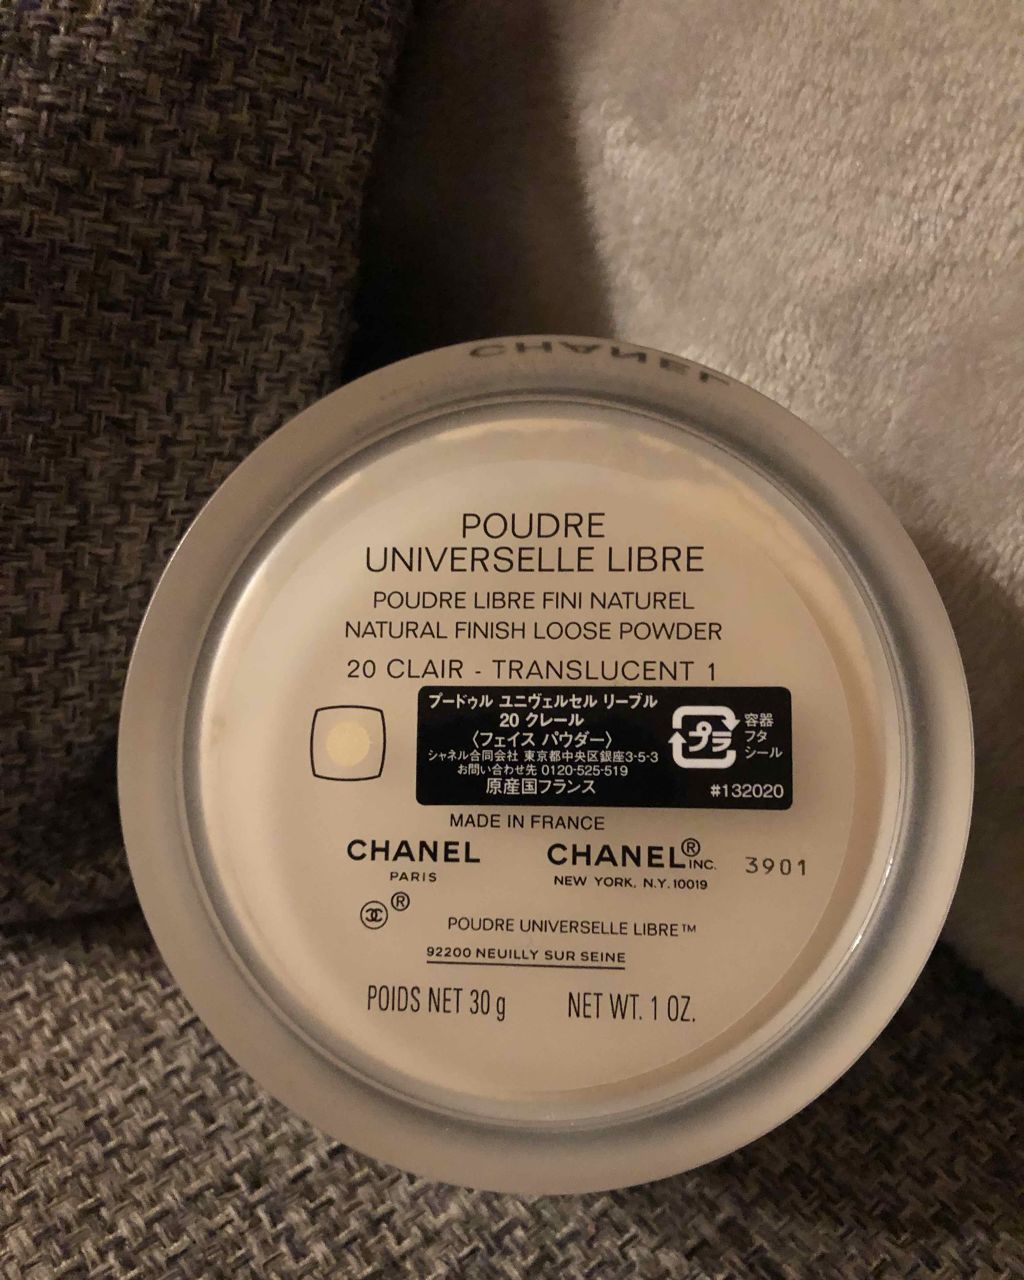 CHANEL
POUDRE
UNIVERSELLE LIBRE
POUDRE LIBRE FINI NATUREL
NATURAL FINISH LOOSE POWDER
20 CLAIR - TRANSLUCENT 1
プードゥル ユニヴェルセル リーブル
20 クレール
〈フェイス パウダー〉
シャネル合同会社 東京都中央区銀座3-5-3
お問い合わせ先 0120-525-519
原産国フランス
プラ
容器
フタ
シール
#132020
MADE IN FRANCE
CHANEL
PARIS
CHANEL® INC.
NEW YORK, N.Y. 10019
3901
®
POUDRE UNIVERSELLE LIBRE™
92200 NEUILLY SUR SEINE
POIDS NET 30 g NET WT. 1 OZ.